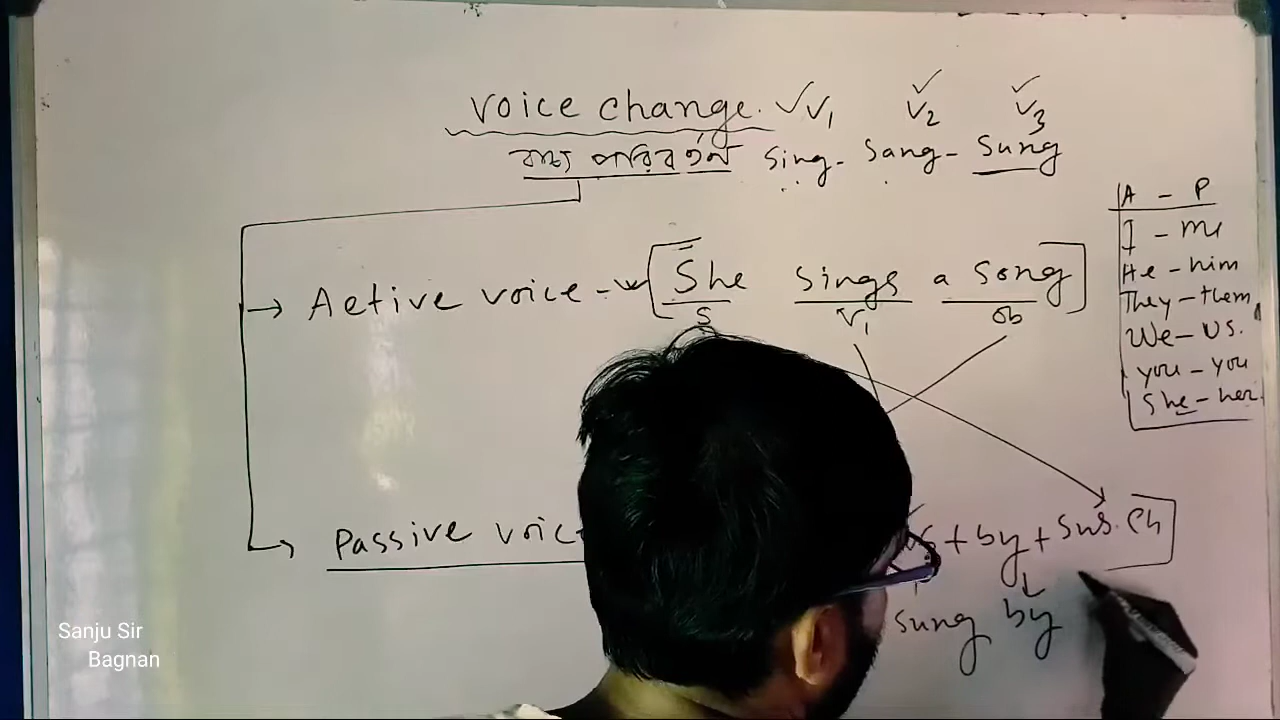 voice change. V1 V2 V3
বাচ্য পরিবর্তন Sing - Sang - Sung
A - P
I - me
He - him
They - them
We - us.
you - you
She - her.
Active voice - She sings a song
S V1 ob
Passive voic
+ by + sub. ch
sung by
Sanju Sir
Bagnan